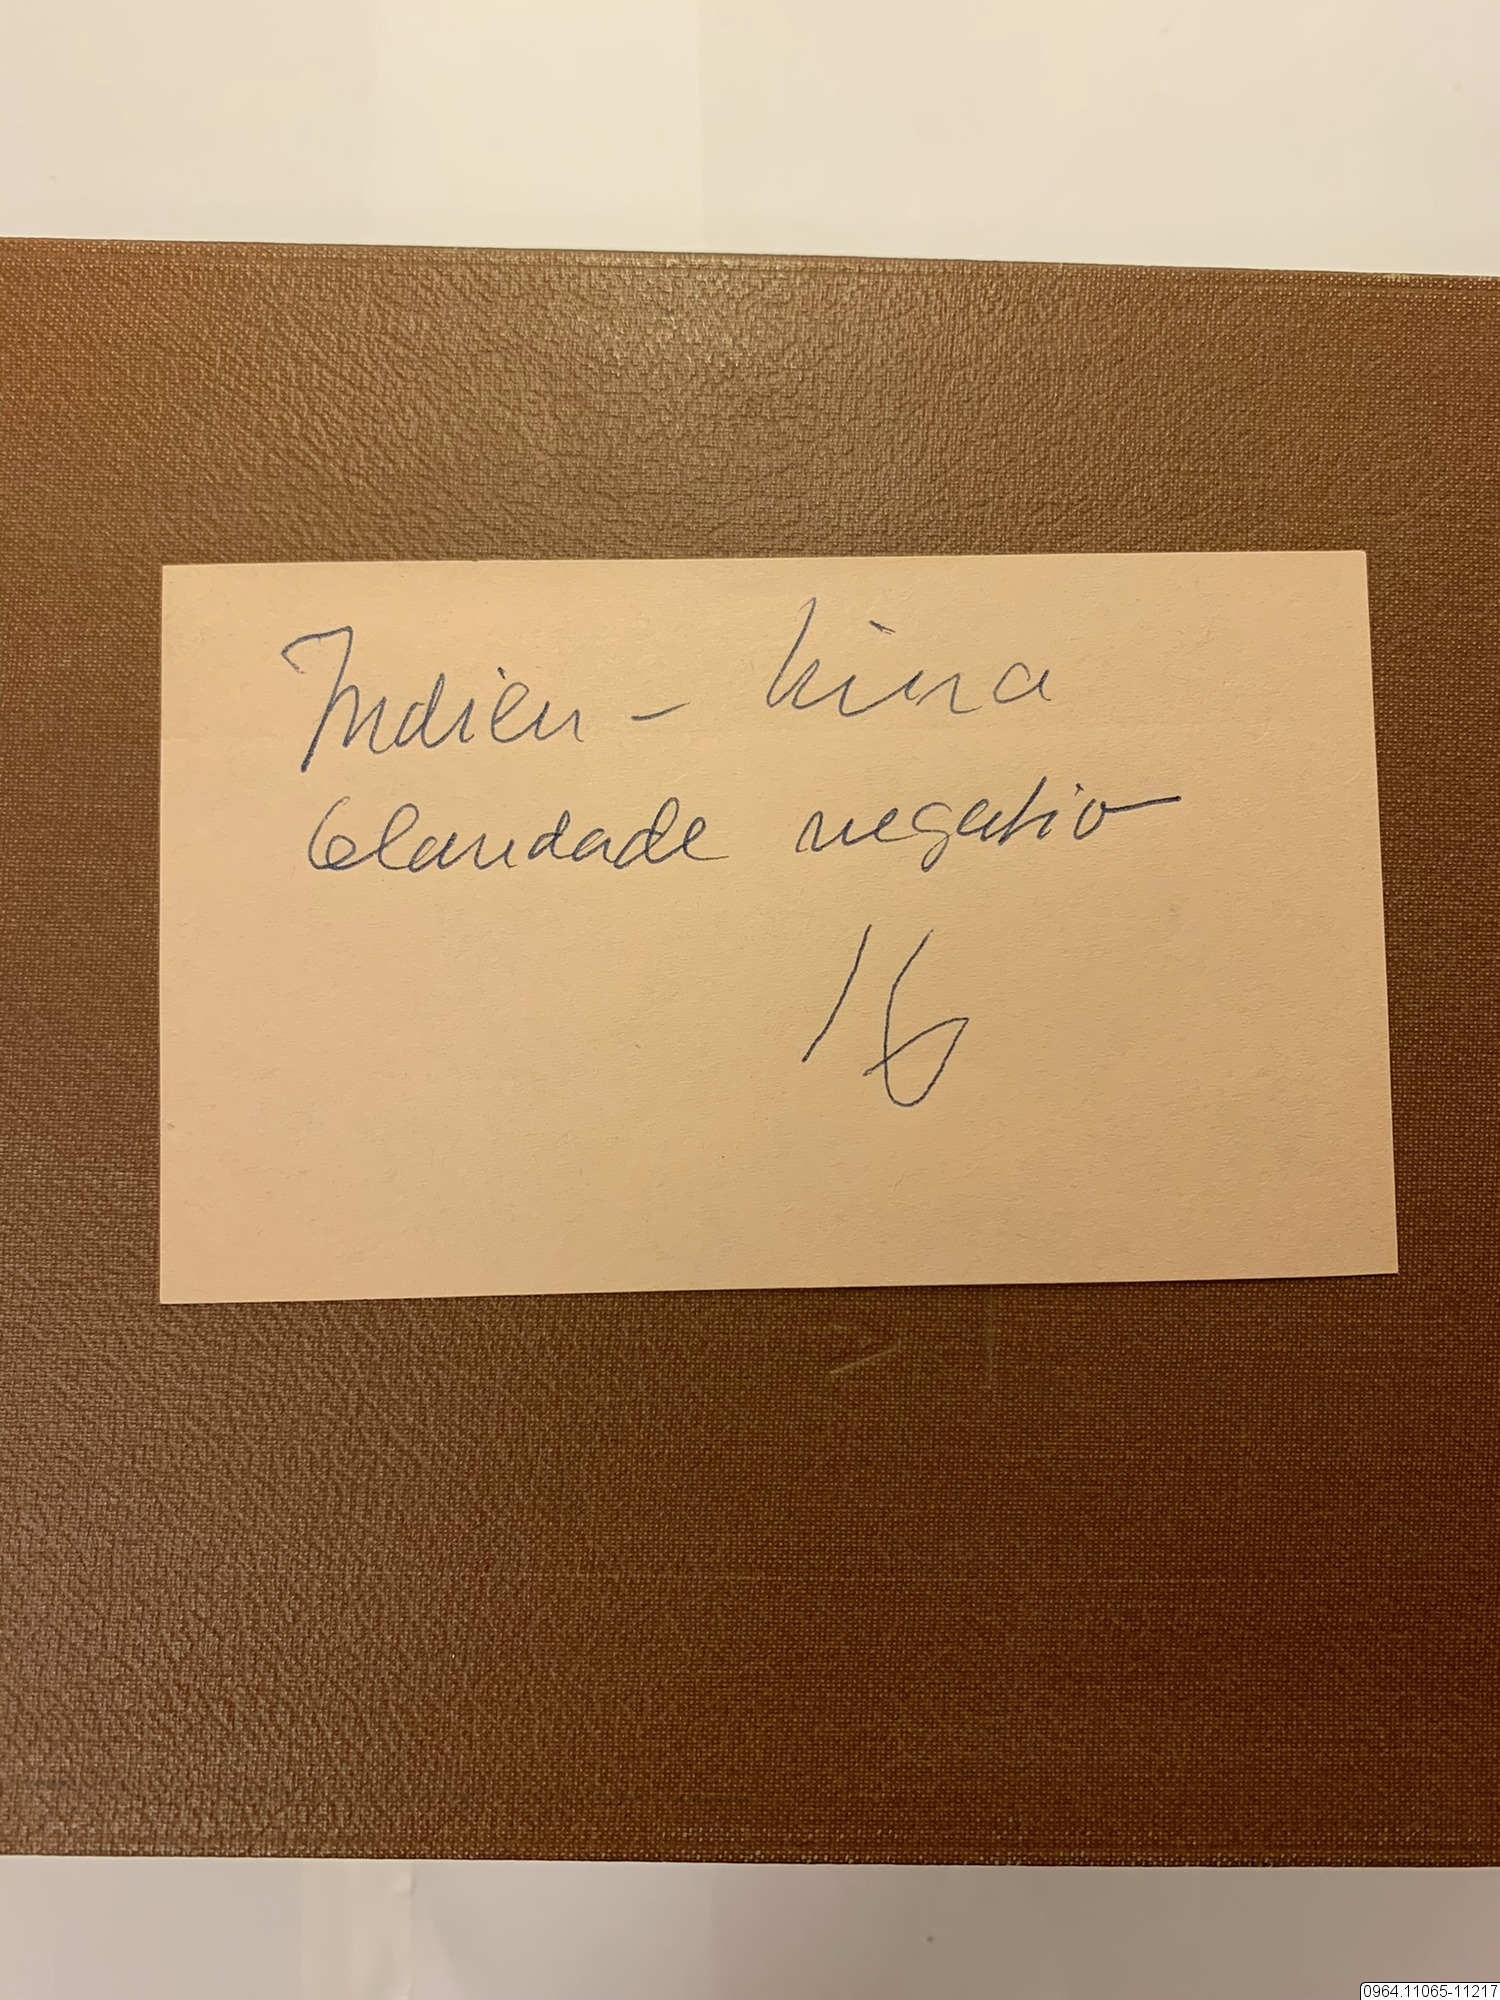 Indien - Kina
blandade negativ
16
0964.11065-11217